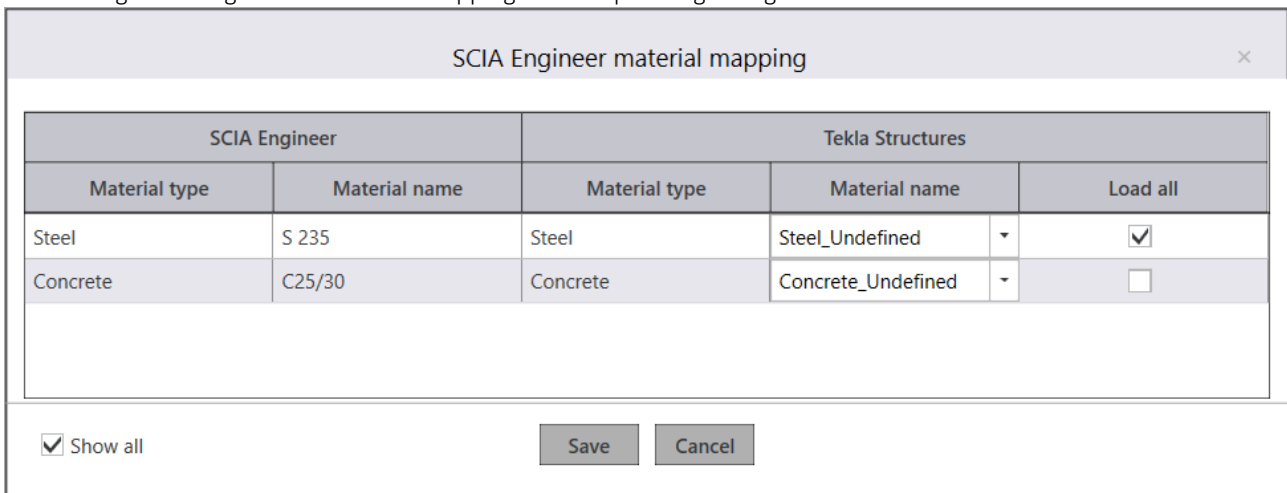 SCIA Engineer material mapping
SCIA Engineer Tekla Structures
Material type Material name Material type Material name Load all
Steel S 235 Steel Steel_Undefined
Concrete C25/30 Concrete Concrete_Undefined
Show all Save Cancel